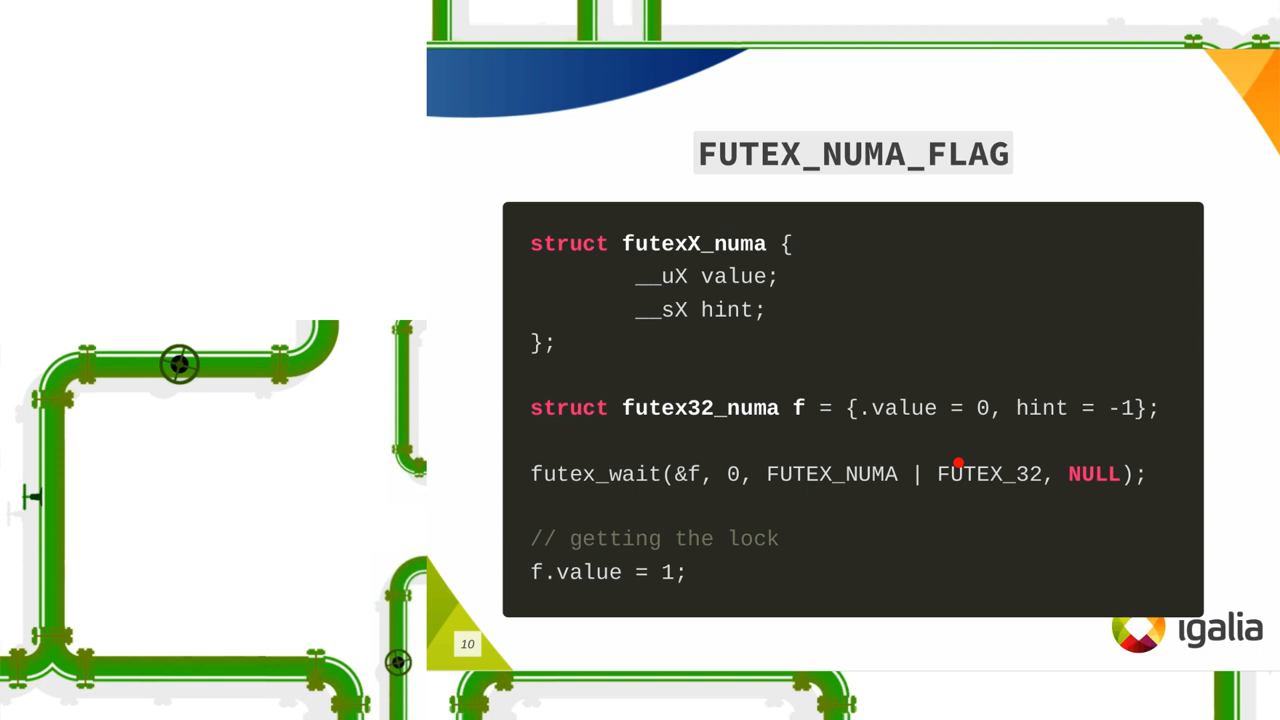 FUTEX_NUMA_FLAG
struct futexX_numa {
        __uX value;
        __sX hint;
};
struct futex32_numa f = {.value = 0, hint = -1};
futex_wait(&f, 0, FUTEX_NUMA | FUTEX_32, NULL);
// getting the lock
f.value = 1;
10
igalia